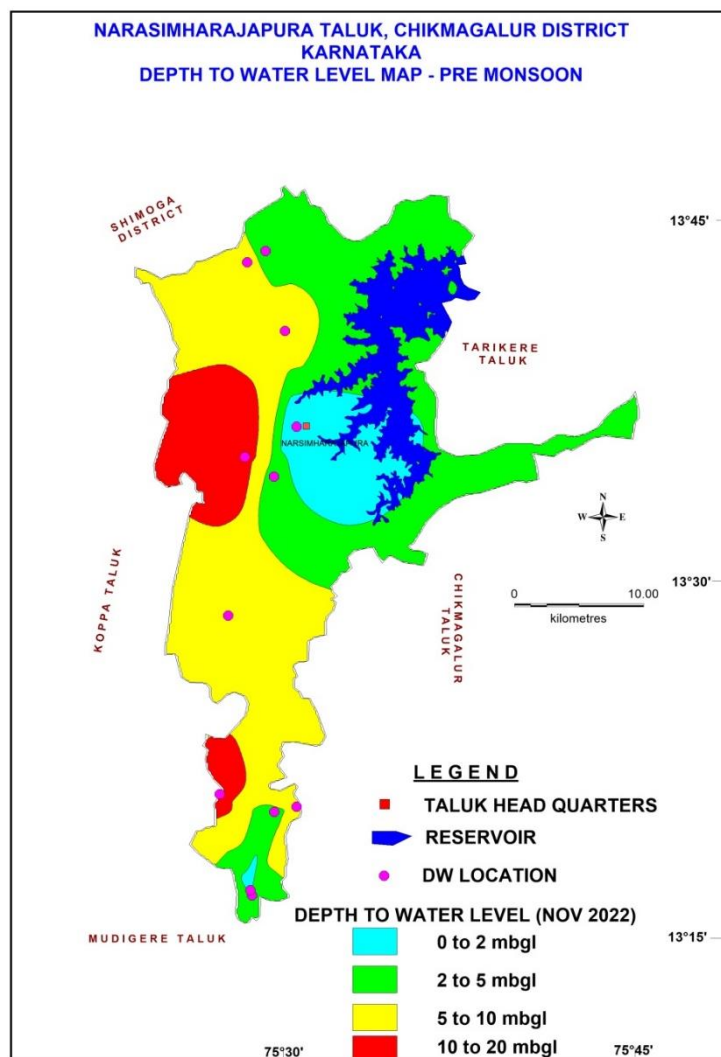 NARASIMHARAJAPURA TALUK, CHIKMAGALUR DISTRICT
KARNATAKA
DEPTH TO WATER LEVEL MAP - PRE MONSOON
SHIMOGA
DISTRICT
13°45'
TARIKERE
TALUK
N
W E
S
KOPPA TALUK
CHIKMAGALUR
TALUK
13°30'
0 10.00
kilometres
LEGEND
TALUK HEAD QUARTERS
RESERVOIR
DW LOCATION
DEPTH TO WATER LEVEL (NOV 2022)
MUDIGERE TALUK
13°15'
0 to 2 mbgl
2 to 5 mbgl
5 to 10 mbgl
10 to 20 mbgl
75°30'
75°45'